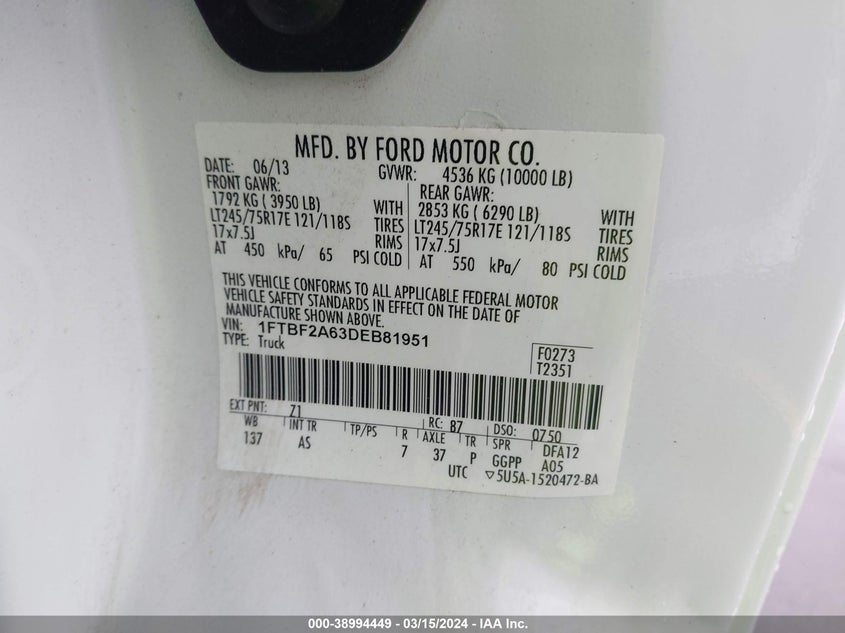 MFD. BY FORD MOTOR CO.
DATE: 06/13 GVWR: 4536 KG (10000 LB)
FRONT GAWR: REAR GAWR:
1792 KG ( 3950 LB) WITH 2853 KG ( 6290 LB) WITH
LT245/75R17E 121/118S TIRES LT245/75R17E 121/118S TIRES
17x7.5J RIMS 17x7.5J RIMS
AT 450 kPa/ 65 PSI COLD AT 550 kPa/ 80 PSI COLD
THIS VEHICLE CONFORMS TO ALL APPLICABLE FEDERAL MOTOR
VEHICLE SAFETY STANDARDS IN EFFECT ON THE DATE OF
MANUFACTURE SHOWN ABOVE.
VIN: 1FTBF2A63DEB81951
TYPE: Truck
F0273
T2351
EXT PNT: Z1 RC: 87 DSO: 0750
WB INT TR TP/PS R AXLE TR SPR DFA12
137 AS 7 37 P GGPP A05
UTC ▽5U5A-1520472-BA
000-38994449 - 03/15/2024 - IAA Inc.